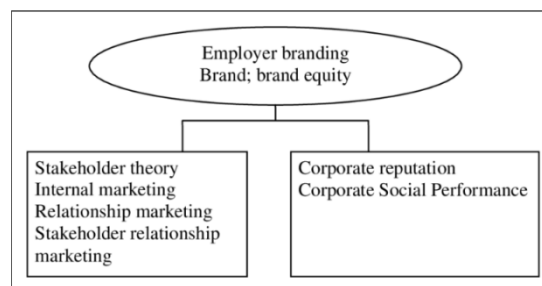 Employer branding
Brand; brand equity
Stakeholder theory
Internal marketing
Relationship marketing
Stakeholder relationship
marketing
Corporate reputation
Corporate Social Performance